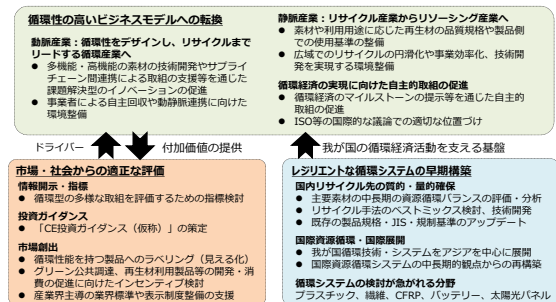 循環性の高いビジネスモデルへの転換
動脈産業：循環性をデザインし、リサイクルまで
リードする循環産業へ
● 多機能・高機能の素材の技術開発やサプライ
チェーン間連携による取組の支援等を通じた
課題解決型のイノベーションの促進
● 事業者による自主回収や動静脈連携に向けた
環境整備
静脈産業：リサイクル産業からリソーシング産業へ
● 素材や利用用途に応じた再生材の品質規格や製品側
での使用基準の整備
● 広域でのリサイクルの円滑化や事業効率化、技術開
発を実現する環境整備
循環経済の実現に向けた自主的取組の促進
● 循環経済のマイルストーンの提示等を通じた自主的
取組の促進
● ISO等の国際的な議論での適切な位置づけ
ドライバー
付加価値の提供
我が国の循環経済活動を支える基盤
市場・社会からの適正な評価
情報開示・指標
● 循環型の多様な取組を評価するための指標検討
投資ガイダンス
● 「CE投資ガイダンス（仮称）」の策定
市場創出
● 循環性能を持つ製品へのラベリング（見える化）
● グリーン公共調達、再生材利用製品等の開発・消
費の促進に向けたインセンティブ検討
● 産業界主導の業界標準や表示制度整備の支援
レジリエントな循環システムの早期構築
国内リサイクル先の質的・量的確保
● 主要素材の中長期の資源循環バランスの評価・分析
● リサイクル手法のベストミックス検討、技術開発
● 既存の製品規格・JIS・規制基準のアップデート
国際資源循環・国際展開
● 我が国循環技術・システムをアジアを中心に展開
● 国際資源循環システムの中長期的観点からの再構築
循環システムの検討が急がれる分野
プラスチック、繊維、CFRP、バッテリー、太陽光パネル